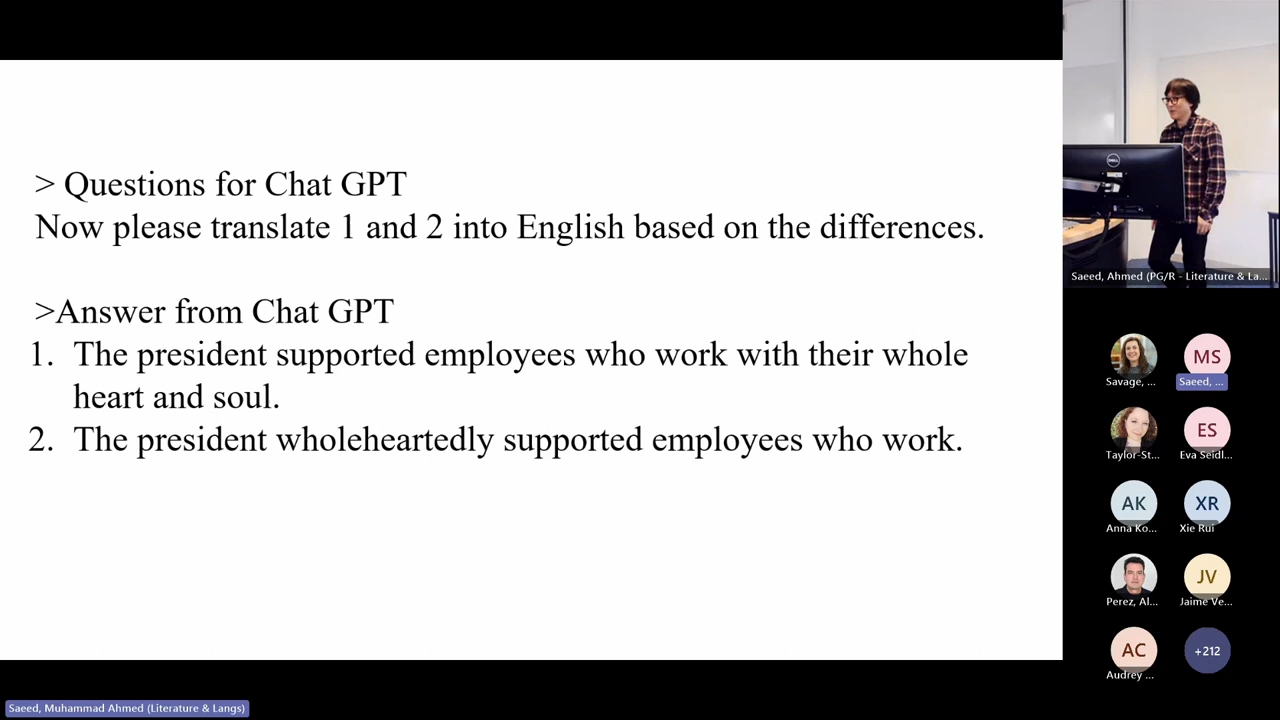 > Questions for Chat GPT
Now please translate 1 and 2 into English based on the differences.
>Answer from Chat GPT
1. The president supported employees who work with their whole
heart and soul.
2. The president wholeheartedly supported employees who work.
DELL
Saeed, Ahmed (PG/R - Literature & La...
MS
Savage, ...
Saeed, ...
ES
Taylor-St...
Eva Seidl...
AK
XR
Anna Ko...
Xie Rui
JV
Perez, Al...
Jaime Ve...
AC
+212
Audrey ...
Saeed, Muhammad Ahmed (Literature & Langs)